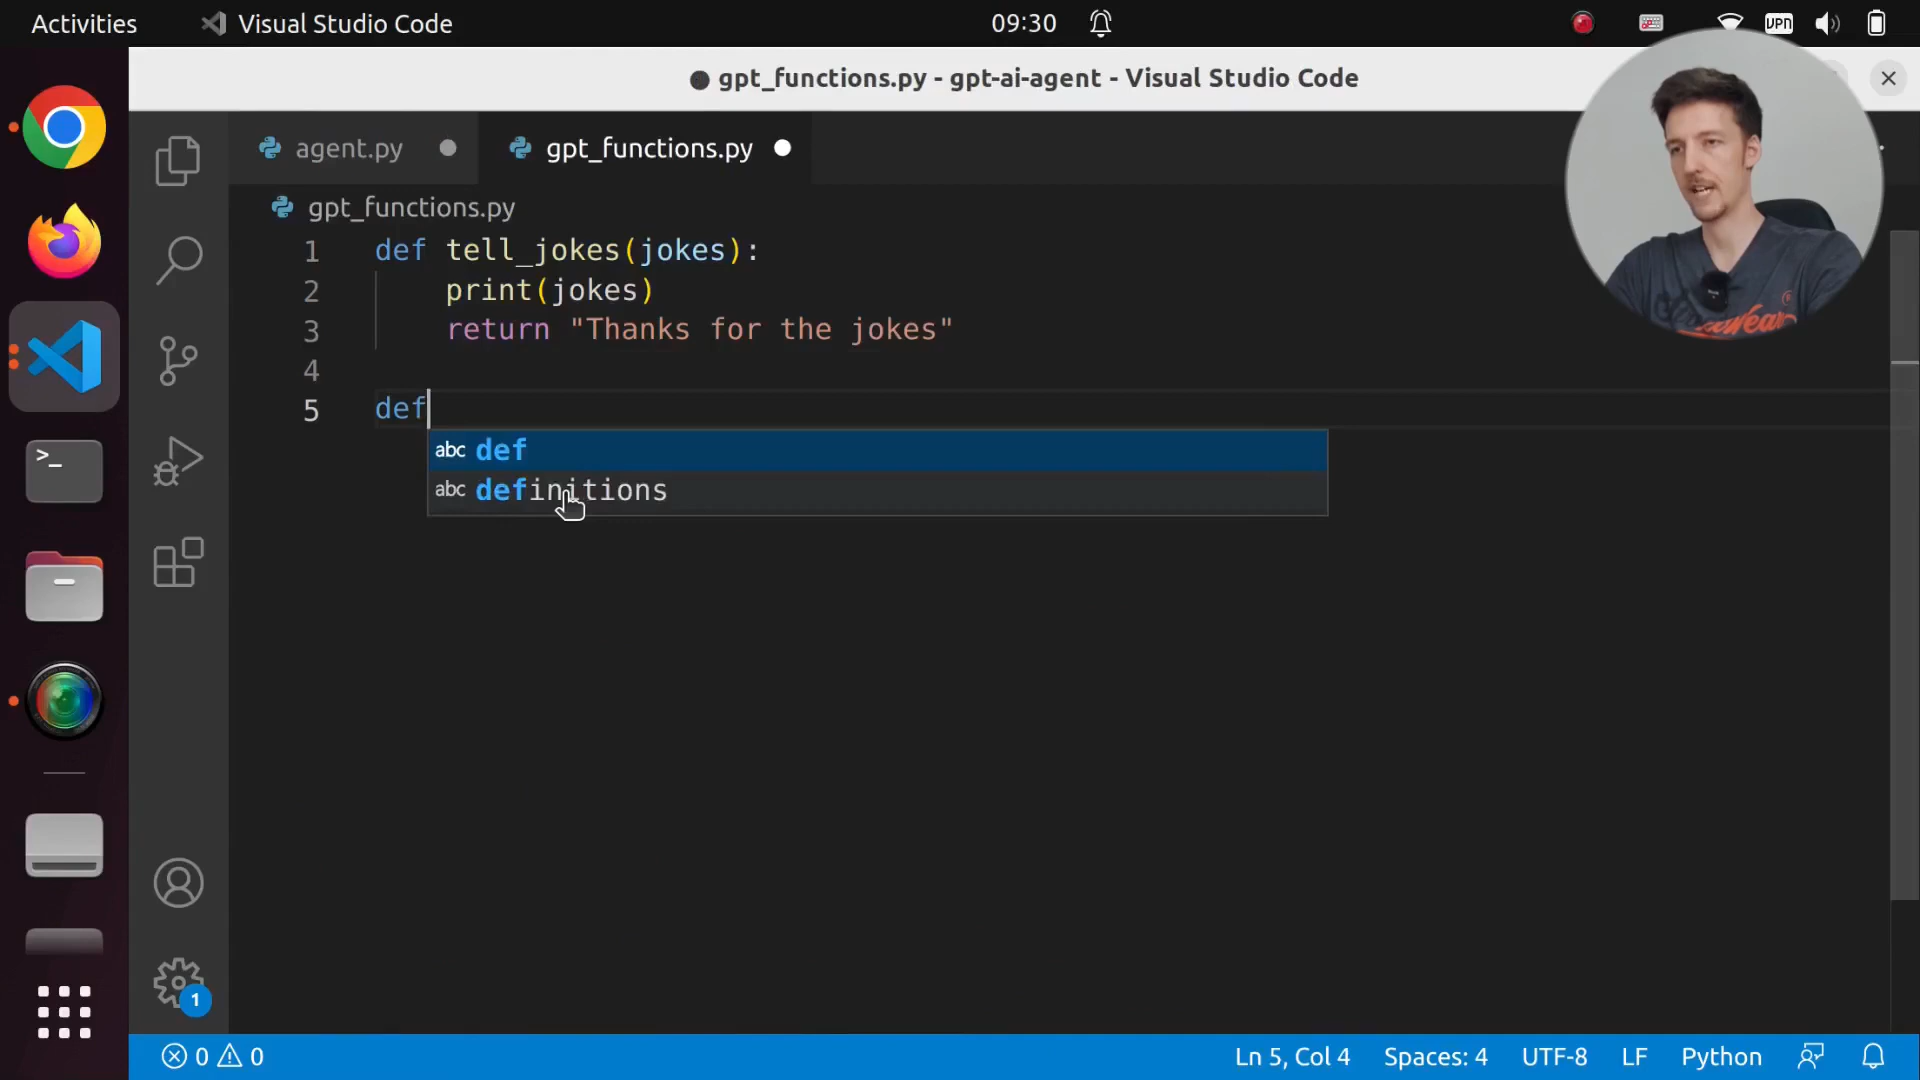 Activities
Visual Studio Code
09:30
VPN
gpt_functions.py - gpt-ai-agent - Visual Studio Code
agent.py
gpt_functions.py
gpt_functions.py
1 def tell_jokes(jokes):
2 print(jokes)
3 return "Thanks for the jokes"
4
5 def
abc def
abc definitions
>_
1
0 0
Ln 5, Col 4 Spaces: 4 UTF-8 LF Python